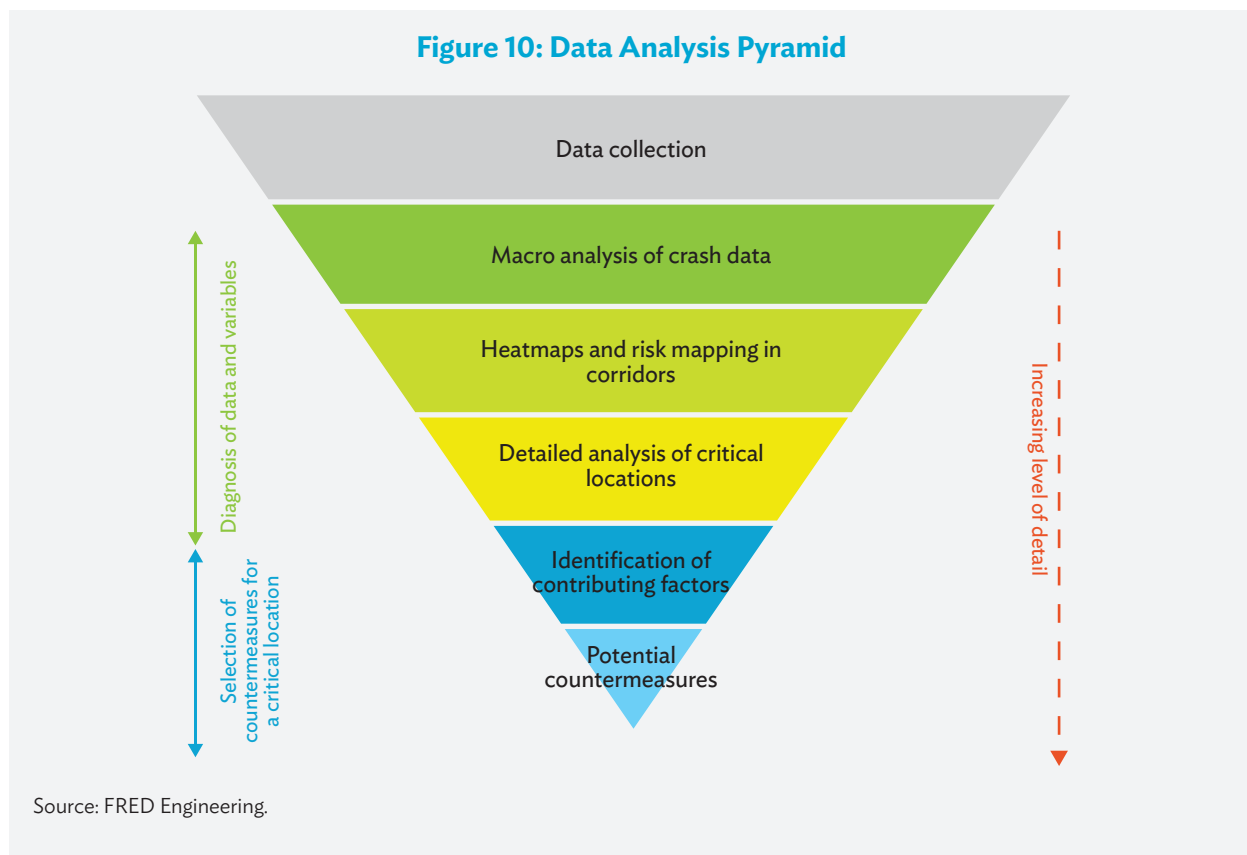 Figure 10: Data Analysis Pyramid
Data collection
Macro analysis of crash data
Heatmaps and risk mapping in
corridors
Detailed analysis of critical
locations
Identification of
contributing factors
Potential
countermeasures
Diagnosis of data and variables
Selection of
countermeasures for
a critical location
Increasing level of detail
Source: FRED Engineering.